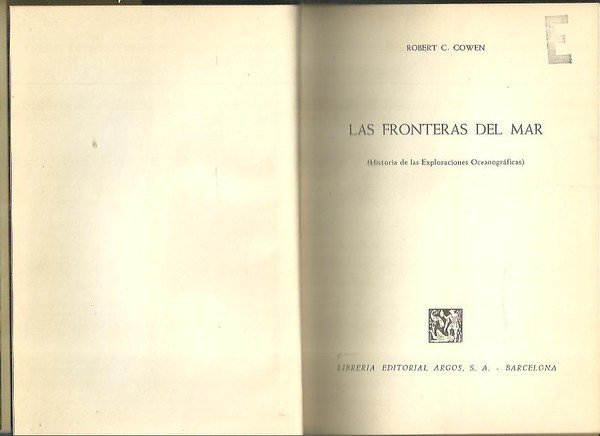 E
ROBERT C. COWEN
LAS FRONTERAS DEL MAR
(Historia de las Exploraciones Oceanográficas)
LIBRERIA EDITORIAL ARGOS, S. A. - BARCELONA